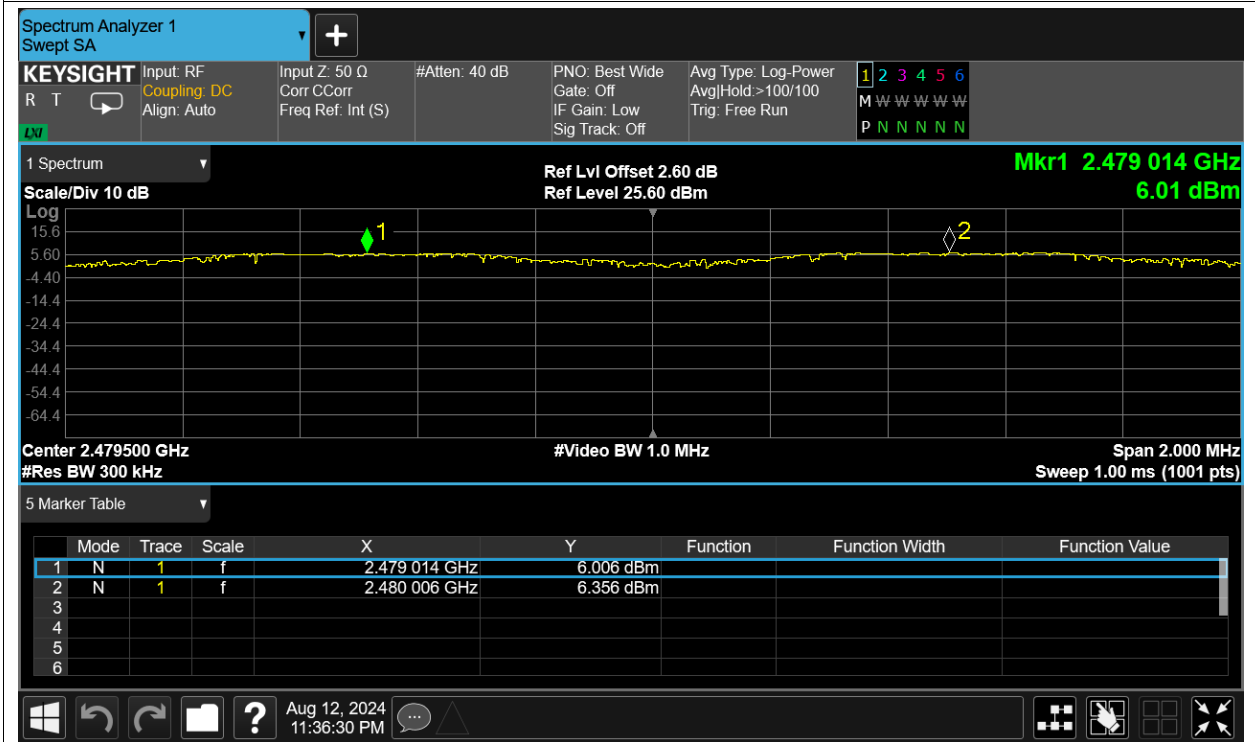 Spectrum Analyzer 1
Swept SA
KEYSIGHT
R T
LXI
Input: RF
Coupling: DC
Align: Auto
Input Z: 50 Ω
Corr CCorr
Freq Ref: Int (S)
#Atten: 40 dB
PNO: Best Wide
Gate: Off
IF Gain: Low
Sig Track: Off
Avg Type: Log-Power
Avg|Hold:>100/100
Trig: Free Run
1 2 3 4 5 6
M W W W W W
P N N N N N
1 Spectrum
Scale/Div 10 dB
Ref Lvl Offset 2.60 dB
Ref Level 25.60 dBm
Mkr1 2.479 014 GHz
6.01 dBm
Log
15.6
5.60
-4.40
-14.4
-24.4
-34.4
-44.4
-54.4
-64.4
1
2
Center 2.479500 GHz
#Video BW 1.0 MHz
Span 2.000 MHz
#Res BW 300 kHz
Sweep 1.00 ms (1001 pts)
5 Marker Table
Mode Trace Scale X Y Function Function Width Function Value
1 N 1 f 2.479 014 GHz 6.006 dBm
2 N 1 f 2.480 006 GHz 6.356 dBm
3
4
5
6
?
Aug 12, 2024
11:36:30 PM